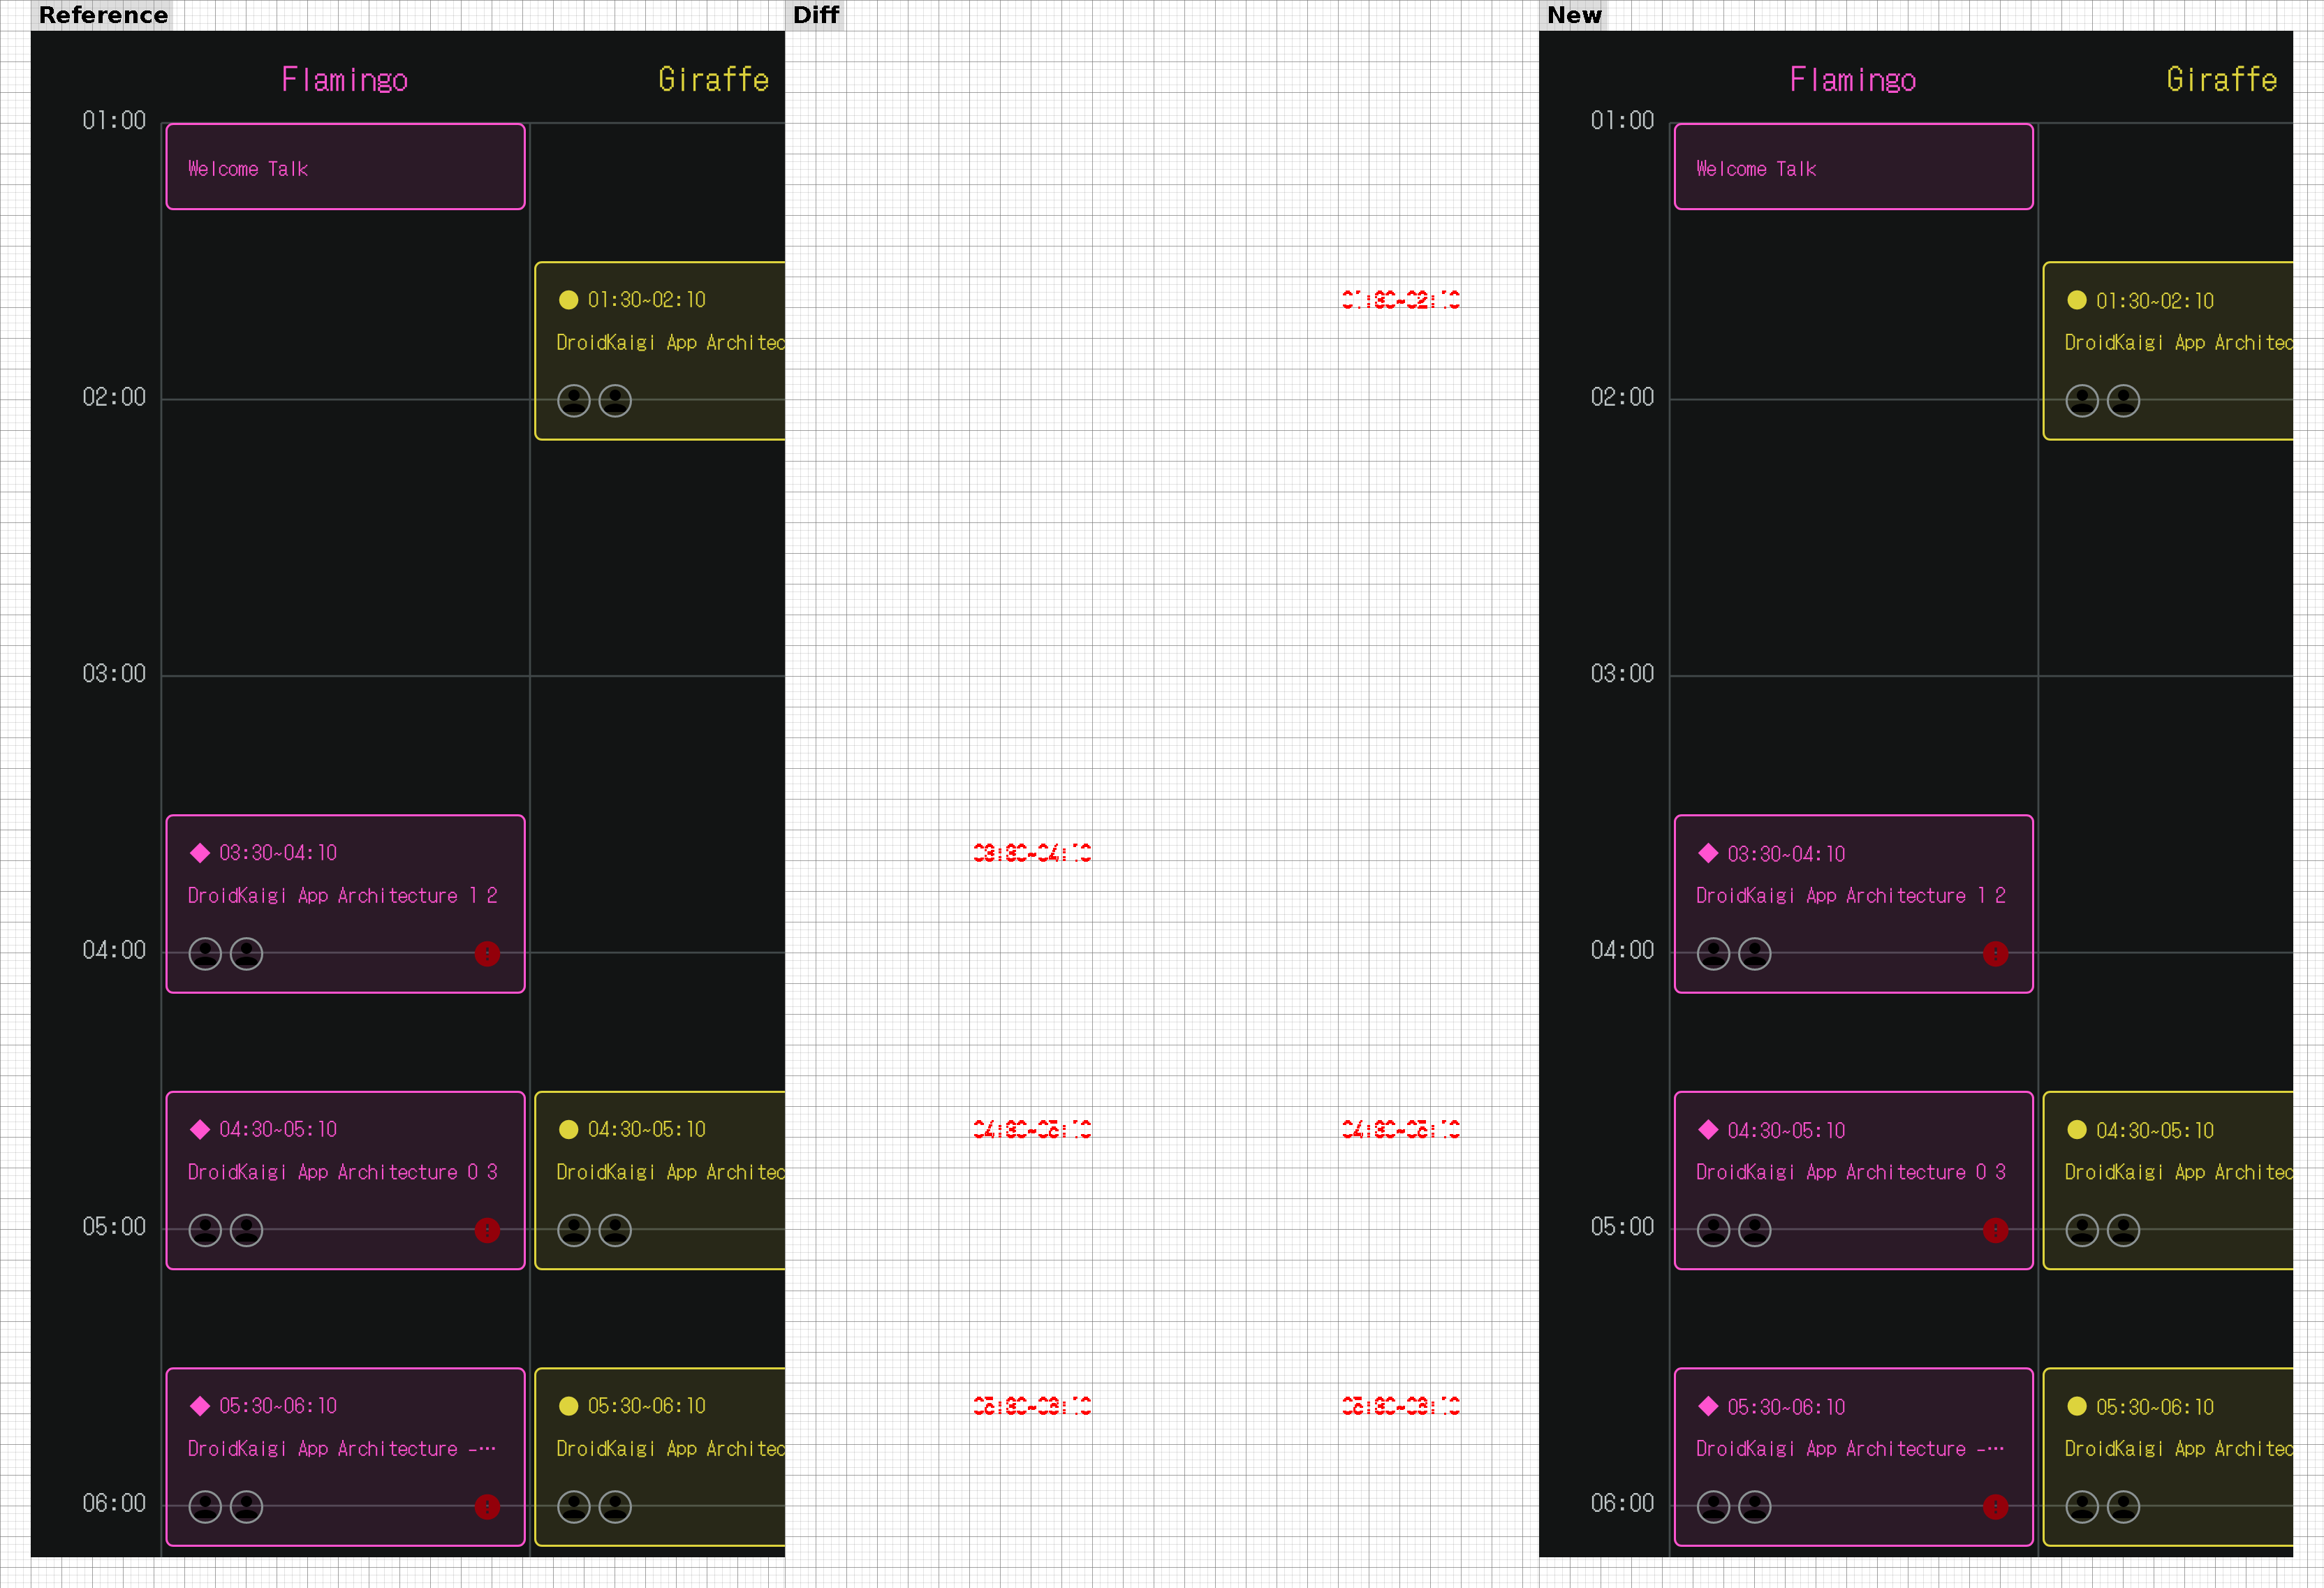 Reference
Diff
New
Flamingo
Giraffe
01:00
Welcome Talk
01:30~02:10
DroidKaigi App Architec
02:00
03:00
03:30~04:10
DroidKaigi App Architecture 1 2
04:00
04:30~05:10
04:30~05:10
DroidKaigi App Architecture 0 3
DroidKaigi App Architec
05:00
05:30~06:10
05:30~06:10
DroidKaigi App Architecture -…
DroidKaigi App Architec
06:00
Flamingo
Giraffe
01:00
Welcome Talk
01:30~02:10
DroidKaigi App Architec
02:00
03:00
03:30~04:10
DroidKaigi App Architecture 1 2
04:00
04:30~05:10
04:30~05:10
DroidKaigi App Architecture 0 3
DroidKaigi App Architec
05:00
05:30~06:10
05:30~06:10
DroidKaigi App Architecture -…
DroidKaigi App Architec
06:00